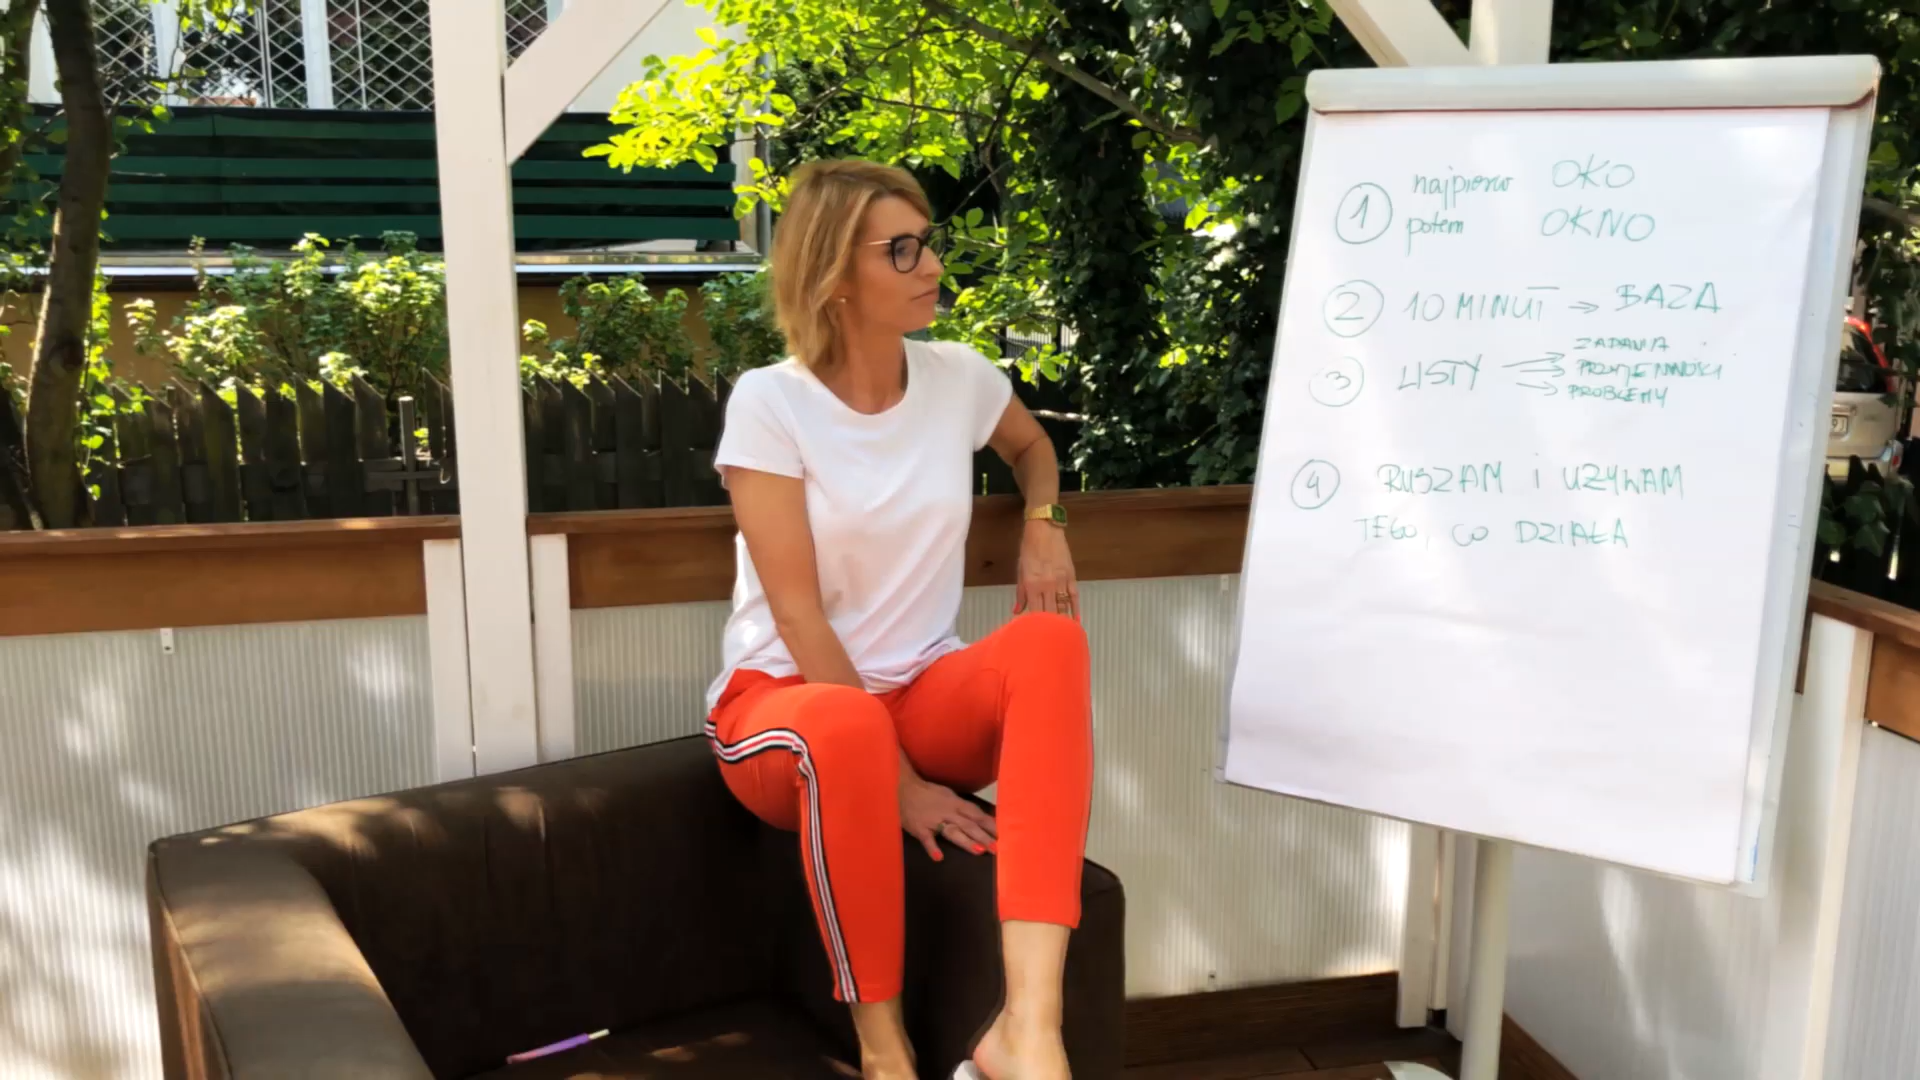 1 najpierw OKO
potem OKNO
2 10 MINUT → BAZA
3 LISTY → ZADANIA
→ PRZYJEMNOŚCI
→ PROBLEMY
4 RUSZAM i UŻYWAM
TEGO, CO DZIAŁA